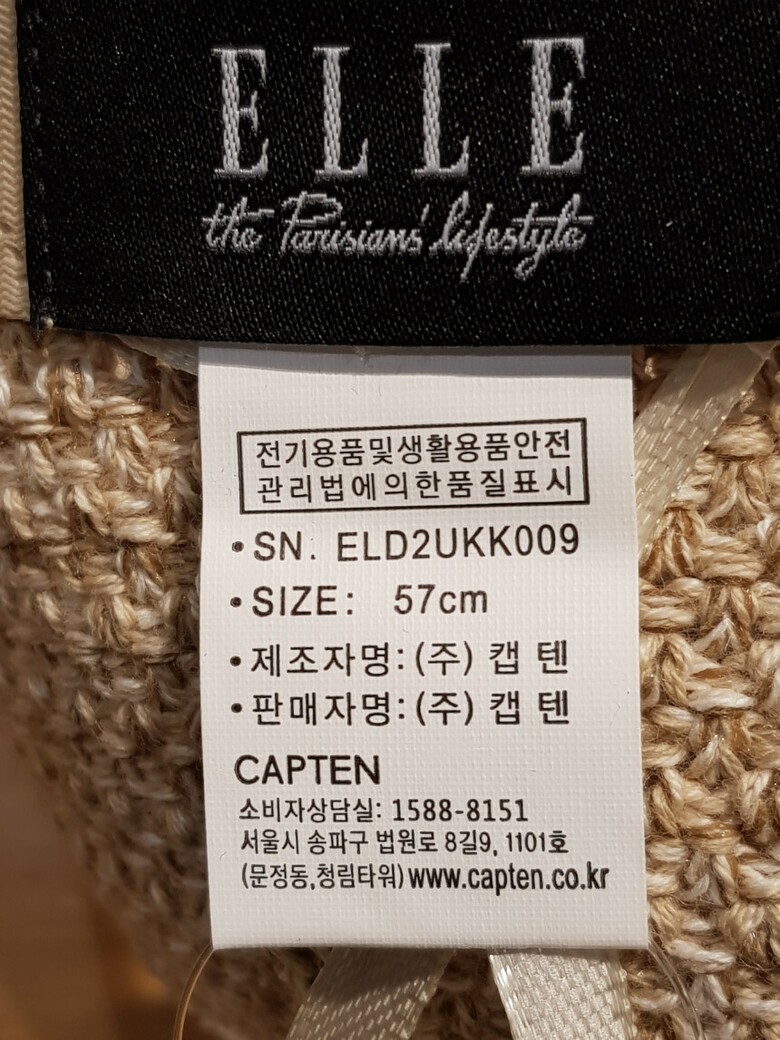 ELLE
the Parisians' lifestyle
전기용품및생활용품안전
관리법에의한품질표시
•SN. ELD2UKK009
•SIZE: 57cm
•제조자명:(주) 캡 텐
•판매자명:(주) 캡 텐
CAPTEN
소비자상담실: 1588-8151
서울시 송파구 법원로 8길9, 1101호
(문정동,청림타워) www.capten.co.kr